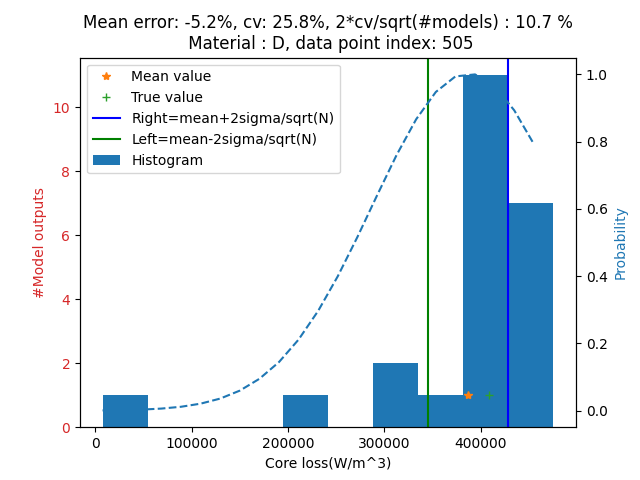 Mean error: -5.2%, cv: 25.8%, 2*cv/sqrt(#models) : 10.7 %
Material : D, data point index: 505
Mean value
True value
Right=mean+2sigma/sqrt(N)
Left=mean-2sigma/sqrt(N)
Histogram
#Model outputs
10
8
6
4
2
0
1.0
0.8
0.6
0.4
0.2
0.0
Probability
0
100000
200000
300000
400000
Core loss(W/m^3)